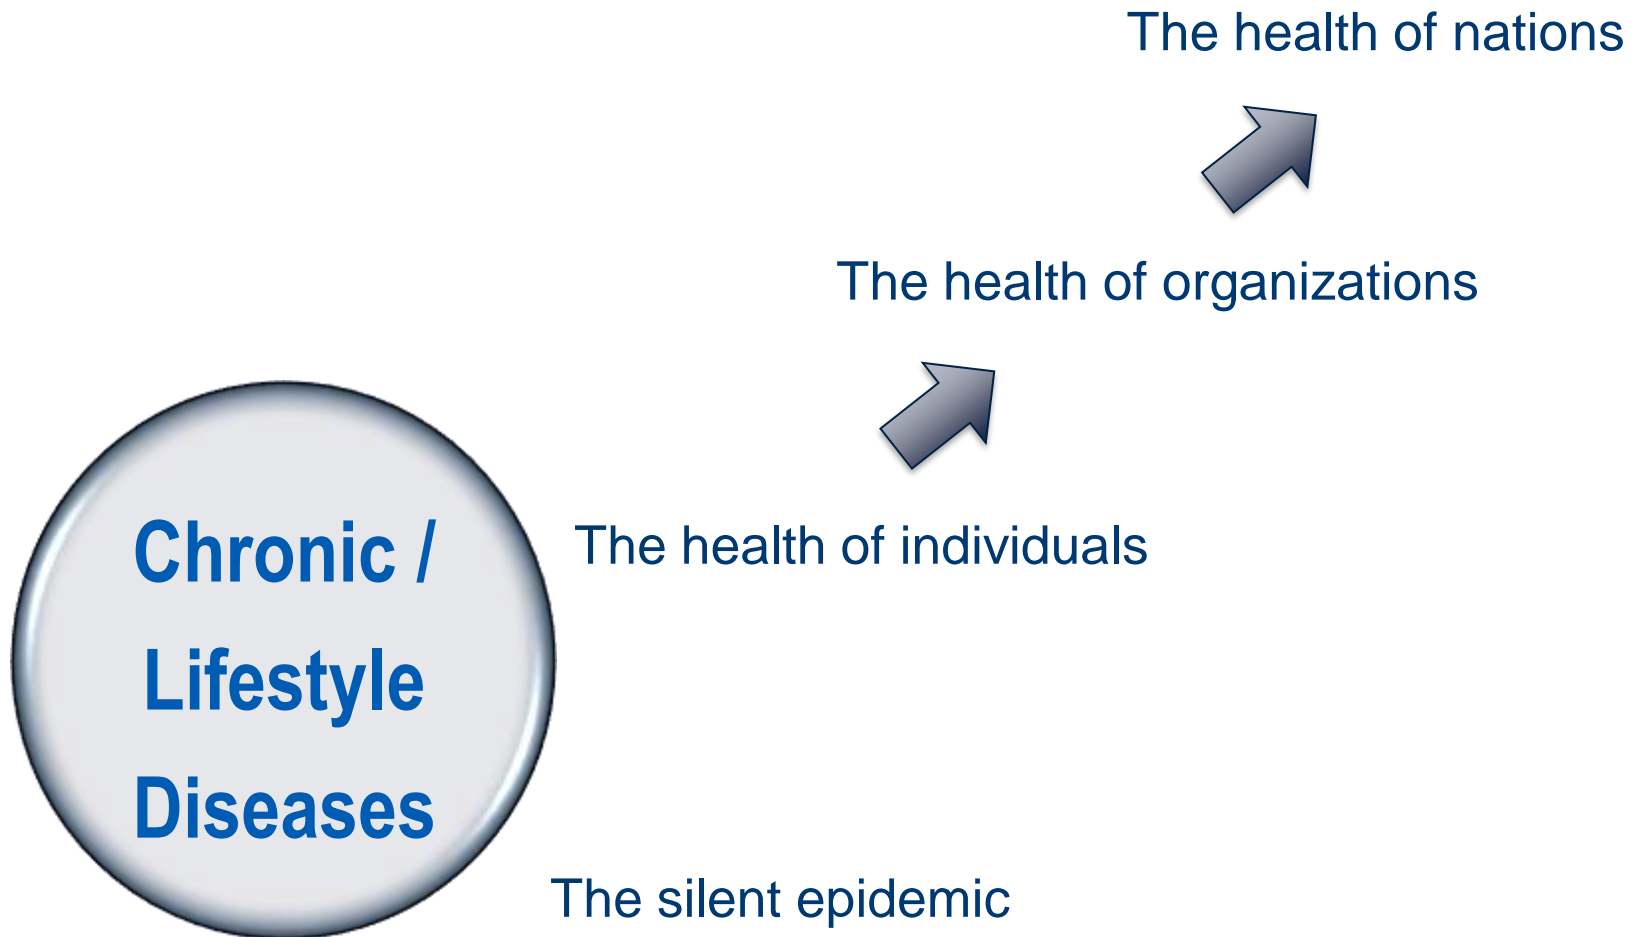 The health of nations
The health of organizations
The health of individuals
Chronic /
Lifestyle
Diseases
The silent epidemic